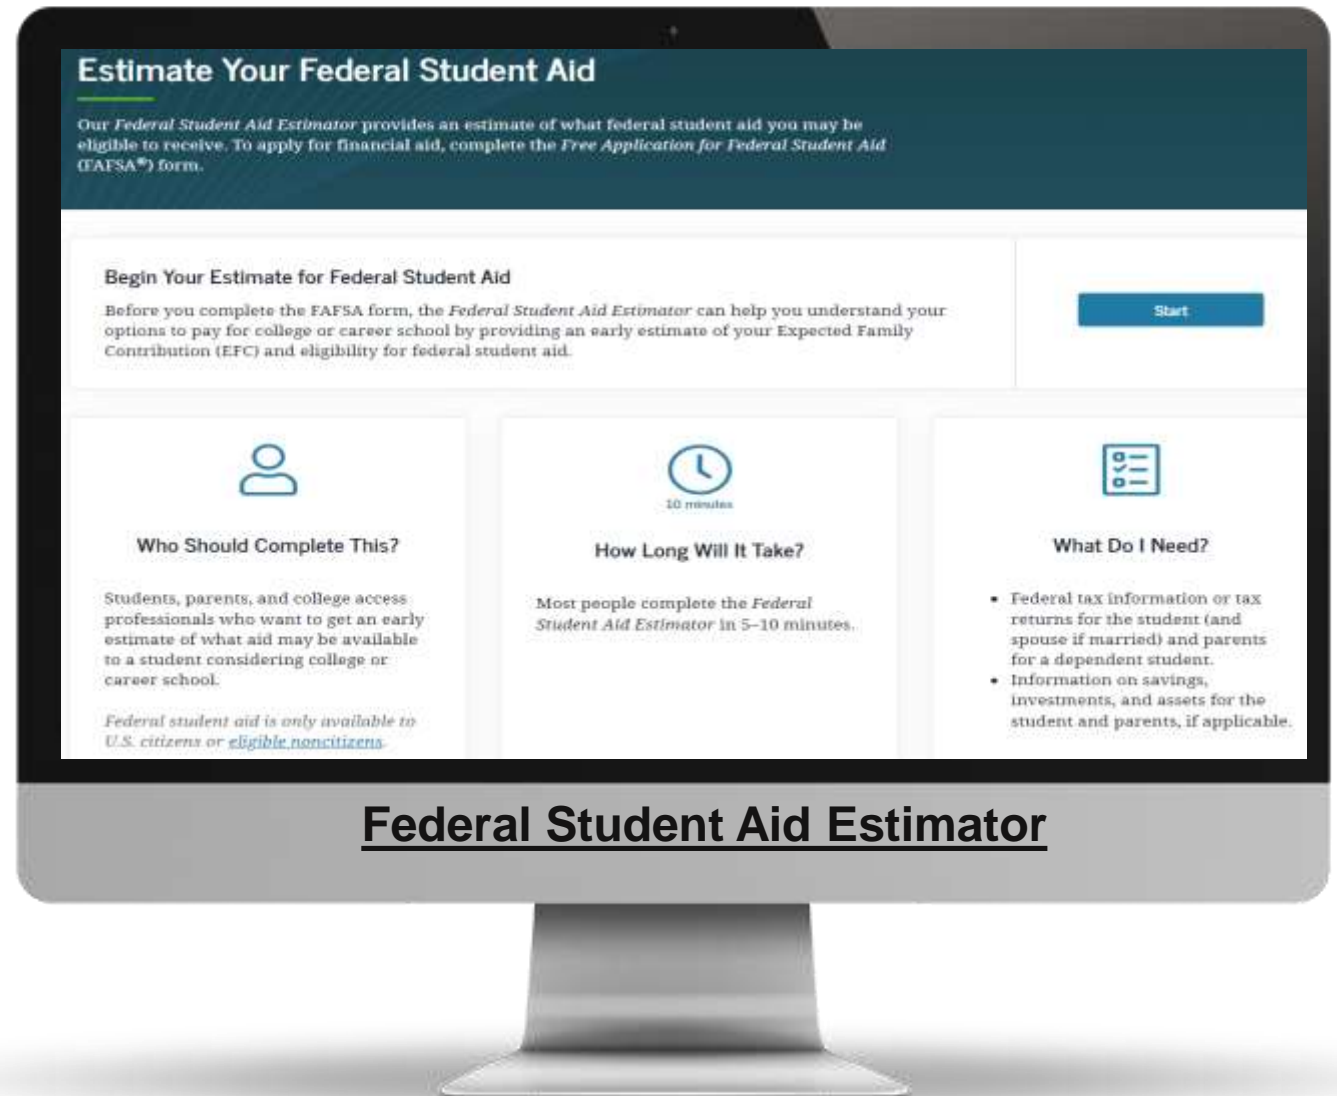 Estimate Your Federal Student Aid
Our Federal Student Aid Estimator provides an estimate of what federal student aid you may be
eligible to receive. To apply for financial aid, complete the Free Application for Federal Student Aid
(FAFSA®) form.
Begin Your Estimate for Federal Student Aid
Before you complete the FAFSA form, the Federal Student Aid Estimator can help you understand your
options to pay for college or career school by providing an early estimate of your Expected Family
Contribution (EFC) and eligibility for federal student aid.
Start
Who Should Complete This?
Students, parents, and college access
professionals who want to get an early
estimate of what aid may be available
to a student considering college or
career school.
Federal student aid is only available to
U.S. citizens or eligible noncitizens.
10 minutes
How Long Will It Take?
Most people complete the Federal
Student Aid Estimator in 5–10 minutes.
What Do I Need?
• Federal tax information or tax
returns for the student (and
spouse if married) and parents
for a dependent student.
• Information on savings,
investments, and assets for the
student and parents, if applicable.
Federal Student Aid Estimator